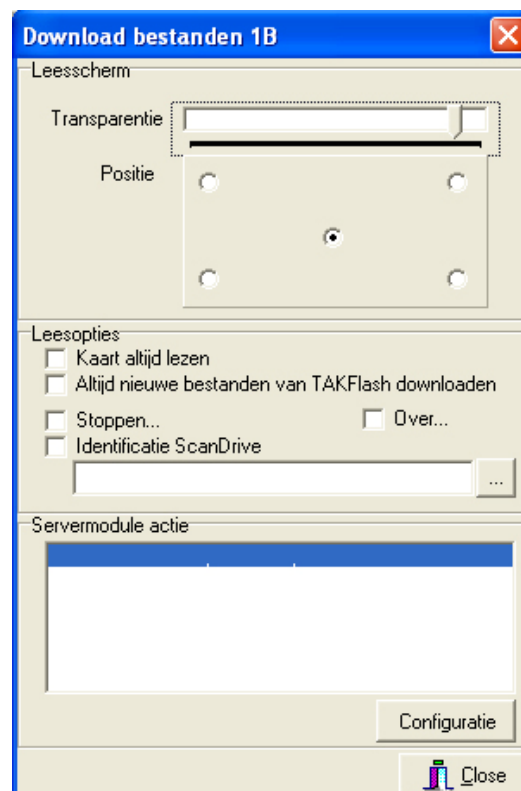 Download bestanden 1B
Leesscherm
Transparentie
Positie
Leesopties
Kaart altijd lezen
Altijd nieuwe bestanden van TAKFlash downloaden
Stoppen... Over...
Identificatie ScanDrive
...
Servermodule actie
Configuratie
Close